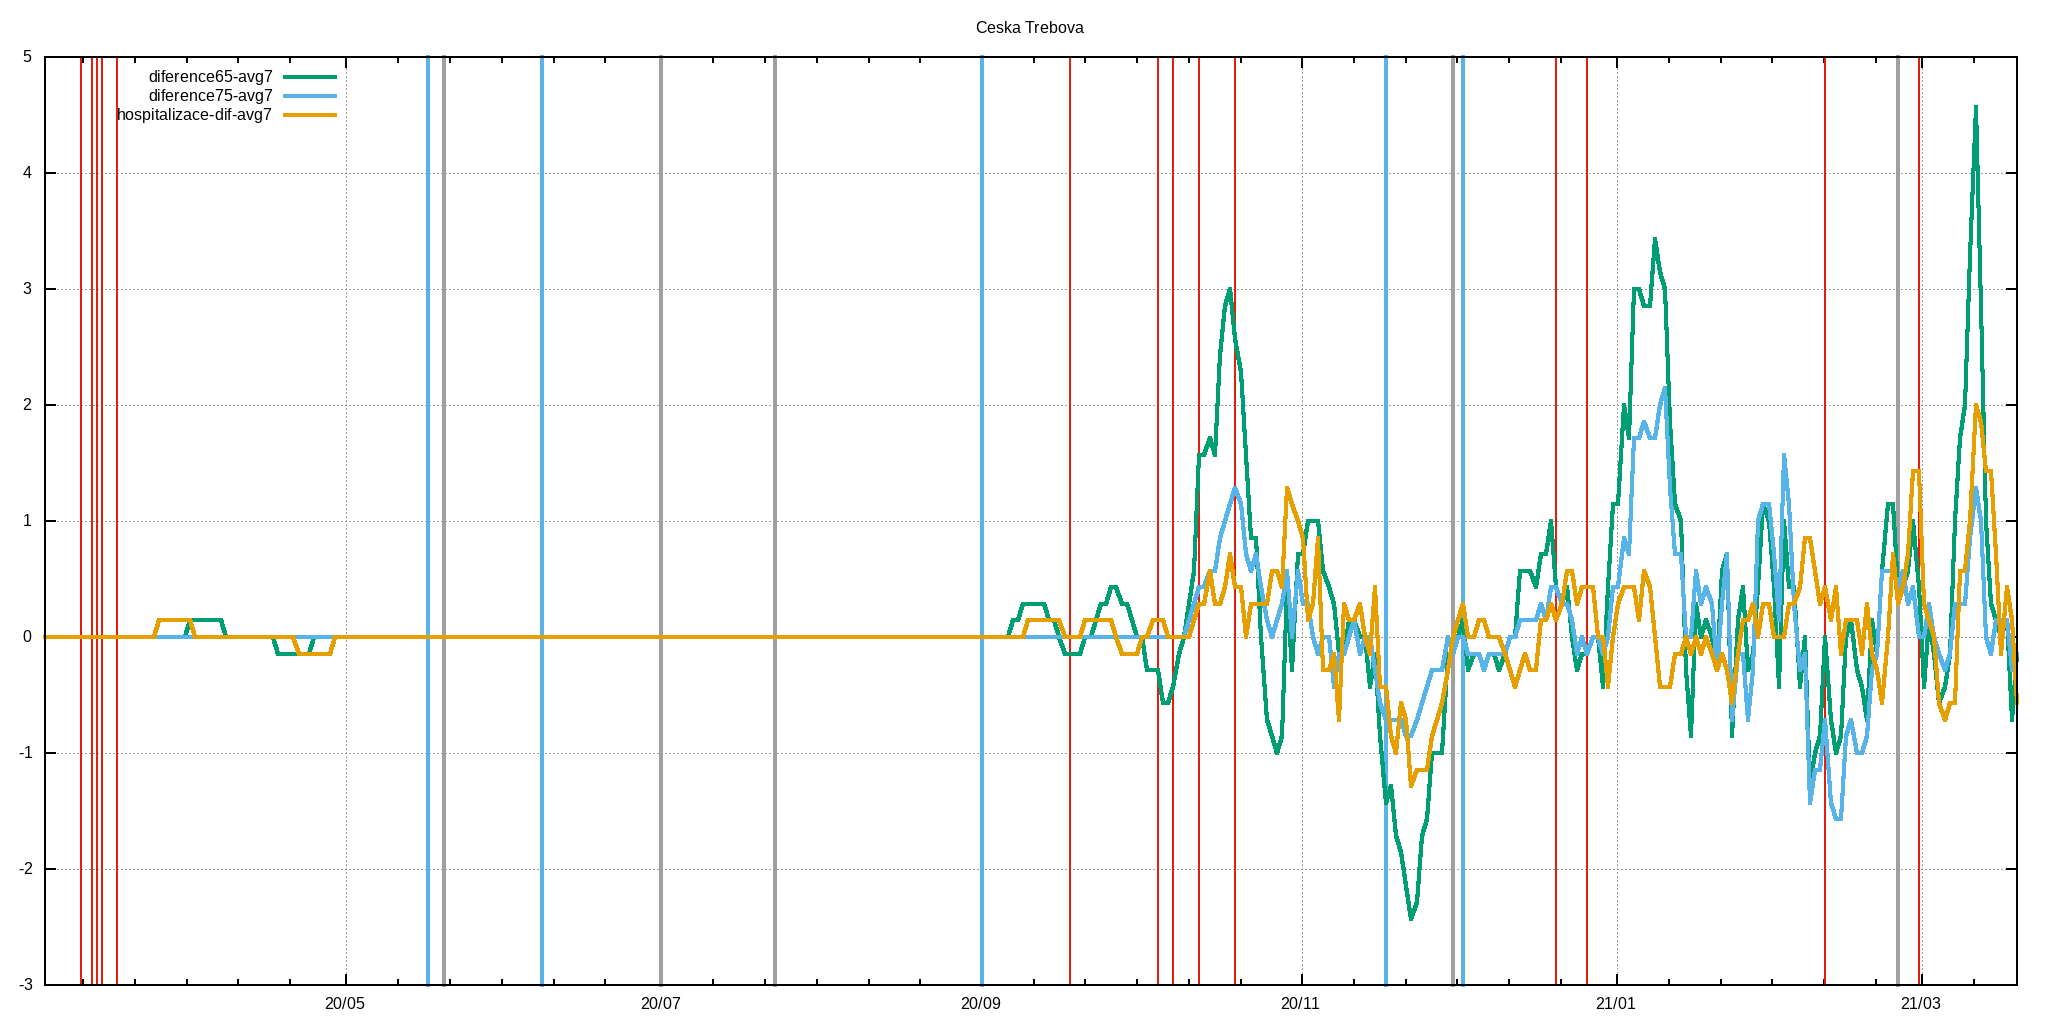 Ceska Trebova
diference65-avg7
diference75-avg7
hospitalizace-dif-avg7
5
4
3
2
1
0
-1
-2
-3
20/05 20/07 20/09 20/11 21/01 21/03